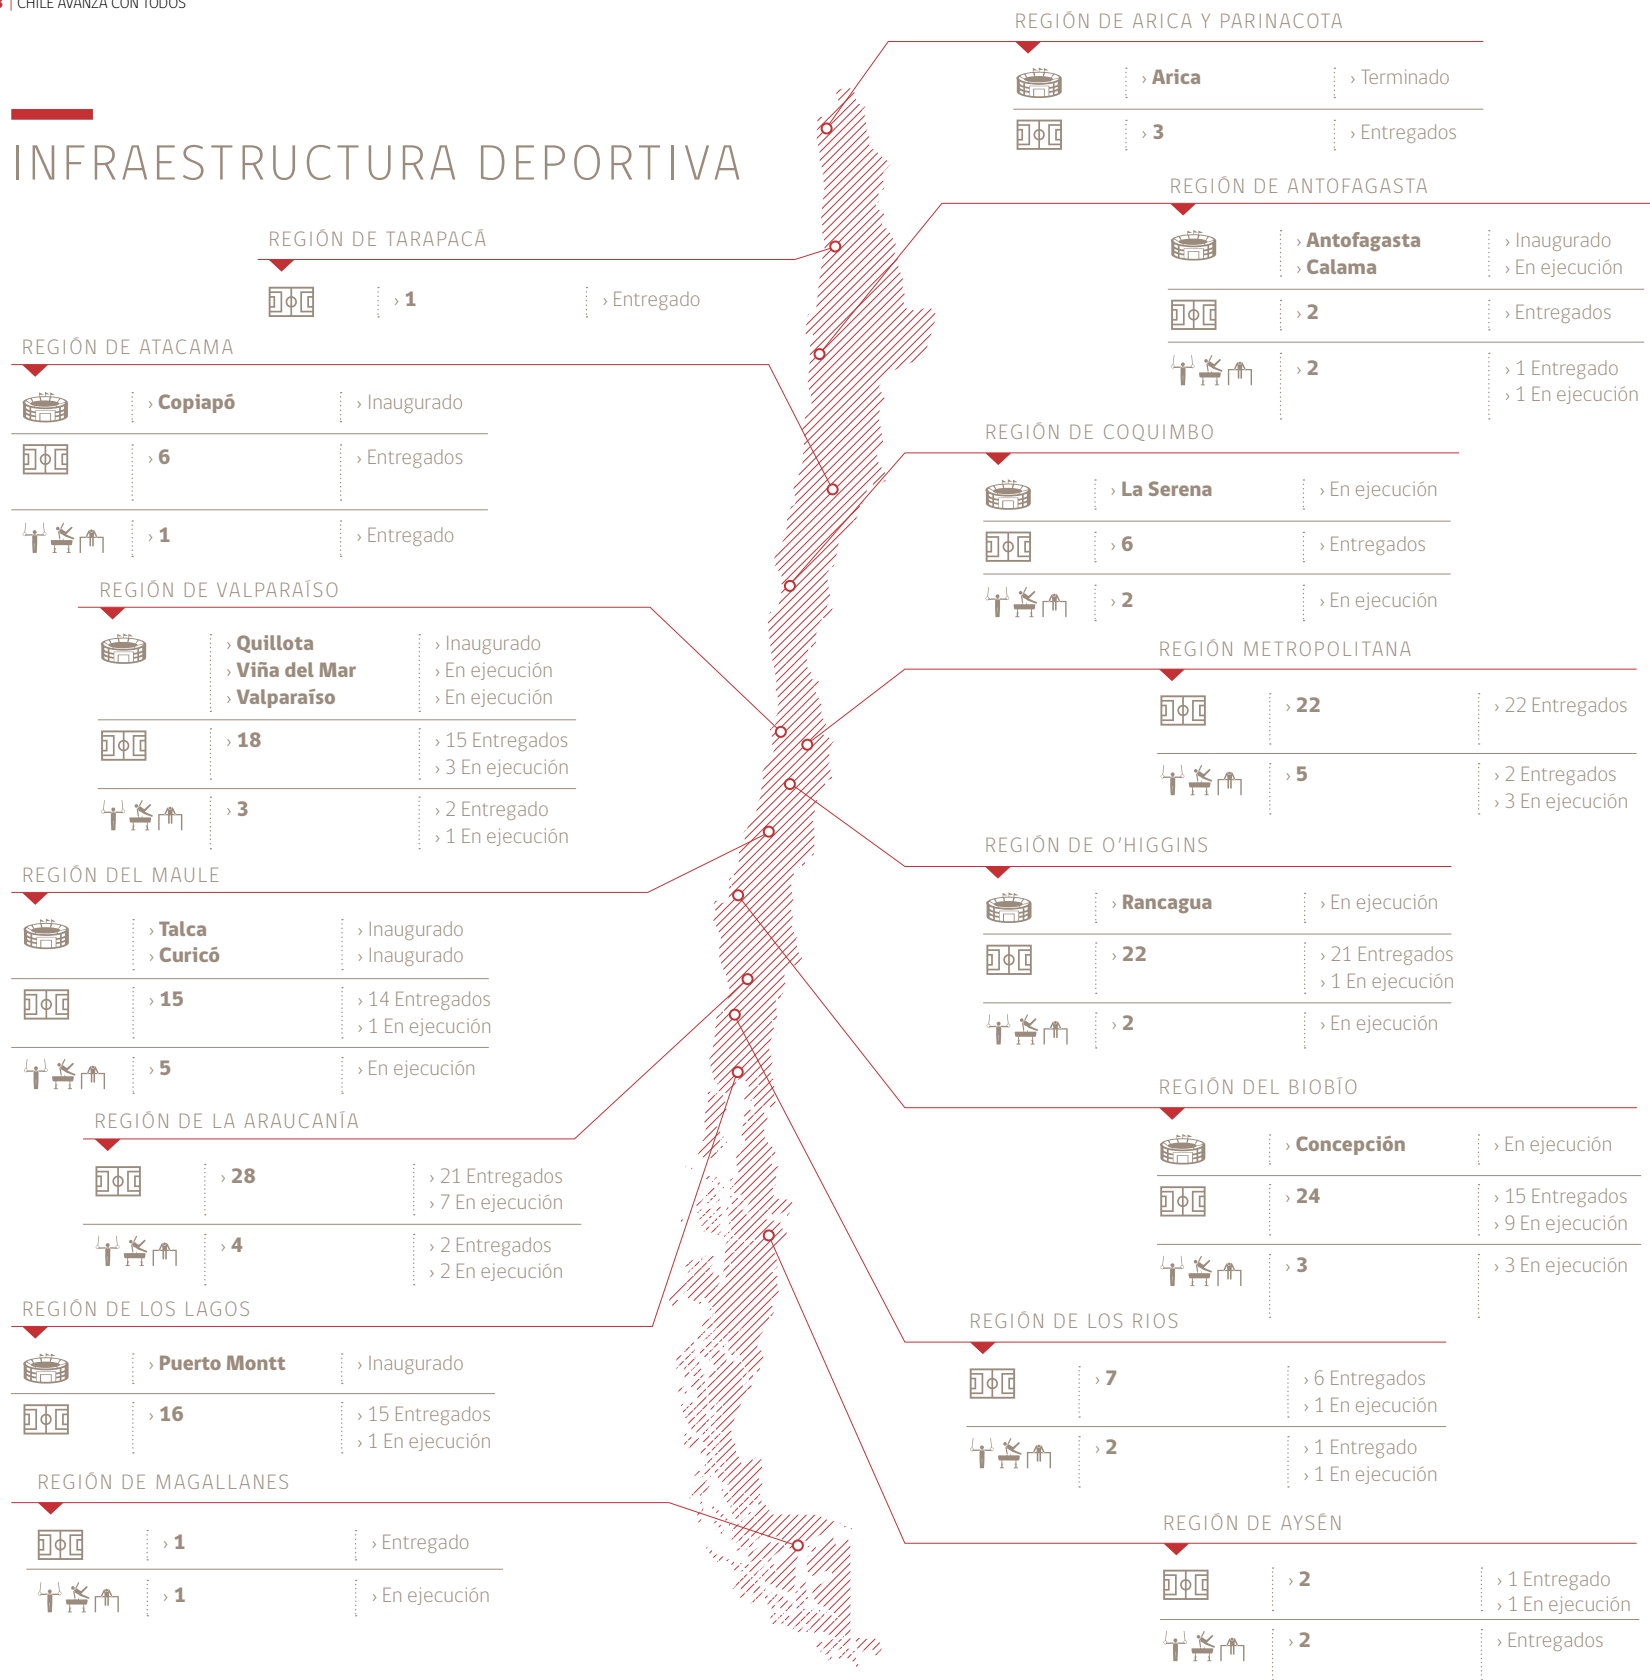 | CHILE AVANZA CON TODOS
INFRAESTRUCTURA DEPORTIVA
REGIÓN DE ARICA Y PARINACOTA
› Arica › Terminado
› 3 › Entregados
REGIÓN DE TARAPACÁ
› 1 › Entregado
REGIÓN DE ANTOFAGASTA
› Antofagasta › Inaugurado
› Calama › En ejecución
› 2 › Entregados
› 2 › 1 Entregado
› 1 En ejecución
REGIÓN DE ATACAMA
› Copiapó › Inaugurado
› 6 › Entregados
› 1 › Entregado
REGIÓN DE COQUIMBO
› La Serena › En ejecución
› 6 › Entregados
› 2 › En ejecución
REGIÓN DE VALPARAÍSO
› Quillota › Inaugurado
› Viña del Mar › En ejecución
› Valparaíso › En ejecución
› 18 › 15 Entregados
› 3 En ejecución
› 3 › 2 Entregado
› 1 En ejecución
REGIÓN METROPOLITANA
› 22 › 22 Entregados
› 5 › 2 Entregados
› 3 En ejecución
REGIÓN DE O'HIGGINS
› Rancagua › En ejecución
› 22 › 21 Entregados
› 1 En ejecución
› 2 › En ejecución
REGIÓN DEL MAULE
› Talca › Inaugurado
› Curicó › Inaugurado
› 15 › 14 Entregados
› 1 En ejecución
› 5 › En ejecución
REGIÓN DEL BIOBÍO
› Concepción › En ejecución
› 24 › 15 Entregados
› 9 En ejecución
› 3 › 3 En ejecución
REGIÓN DE LA ARAUCANÍA
› 28 › 21 Entregados
› 7 En ejecución
› 4 › 2 Entregados
› 2 En ejecución
REGIÓN DE LOS RIOS
› 7 › 6 Entregados
› 1 En ejecución
› 2 › 1 Entregado
› 1 En ejecución
REGIÓN DE LOS LAGOS
› Puerto Montt › Inaugurado
› 16 › 15 Entregados
› 1 En ejecución
REGIÓN DE AYSÉN
› 2 › 1 Entregado
› 1 En ejecución
› 2 › Entregados
REGIÓN DE MAGALLANES
› 1 › Entregado
› 1 › En ejecución